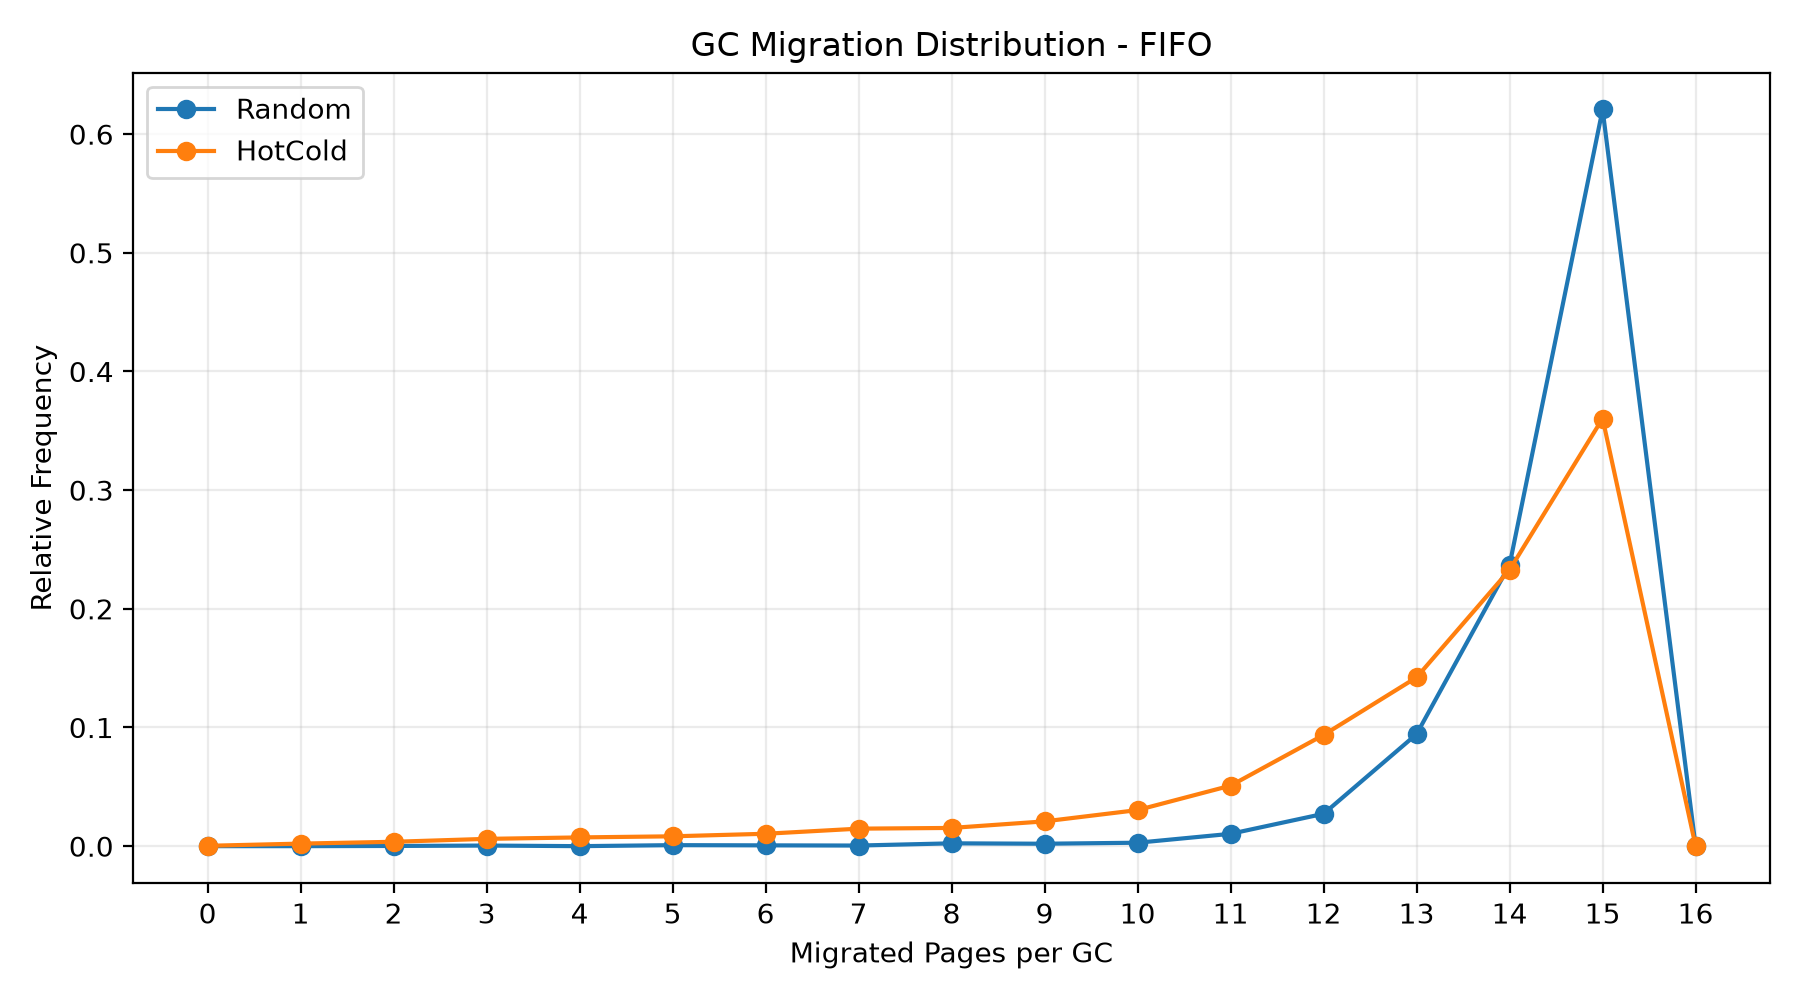 GC Migration Distribution - FIFO
Random
HotCold
Relative Frequency
0.6
0.5
0.4
0.3
0.2
0.1
0.0
0 1 2 3 4 5 6 7 8 9 10 11 12 13 14 15 16
Migrated Pages per GC